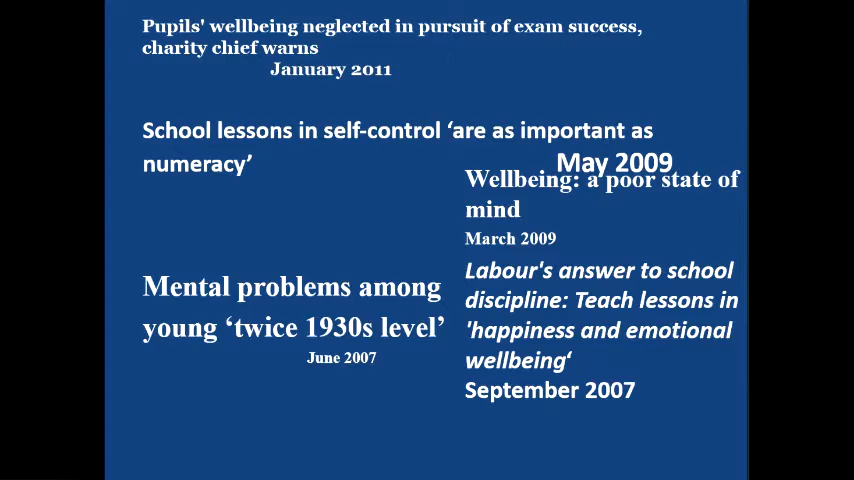 Pupils' wellbeing neglected in pursuit of exam success,
charity chief warns
January 2011
School lessons in self-control ‘are as important as
numeracy’
May 2009
Wellbeing: a poor state of
mind
March 2009
Mental problems among
young ‘twice 1930s level’
June 2007
Labour's answer to school
discipline: Teach lessons in
'happiness and emotional
wellbeing‘
September 2007